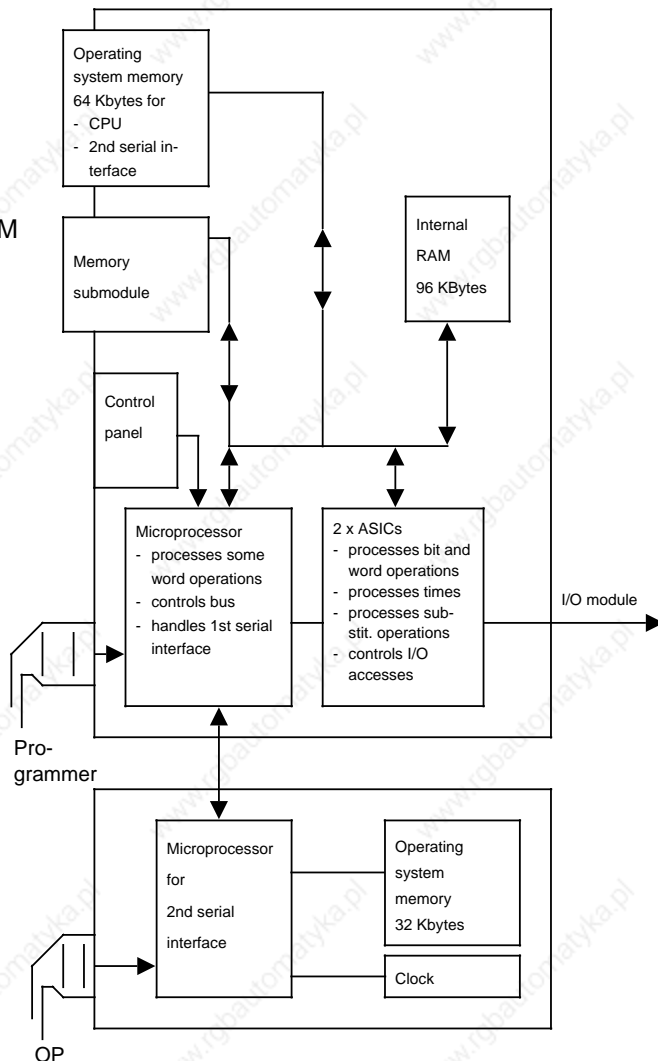 Operating
system memory
64 Kbytes for
- CPU
- 2nd serial in-
terface
M
Memory
submodule
Internal
RAM
96 KBytes
Control
panel
Microprocessor
- processes some
word operations
- controls bus
- handles 1st serial
interface
2 x ASICs
- processes bit and
word operations
- processes times
- processes sub-
stit. operations
- controls I/O
accesses
I/O module
Pro-
grammer
Microprocessor
for
2nd serial
interface
Operating
system
memory
32 Kbytes
Clock
OP
www.rgbautomatyka.pl